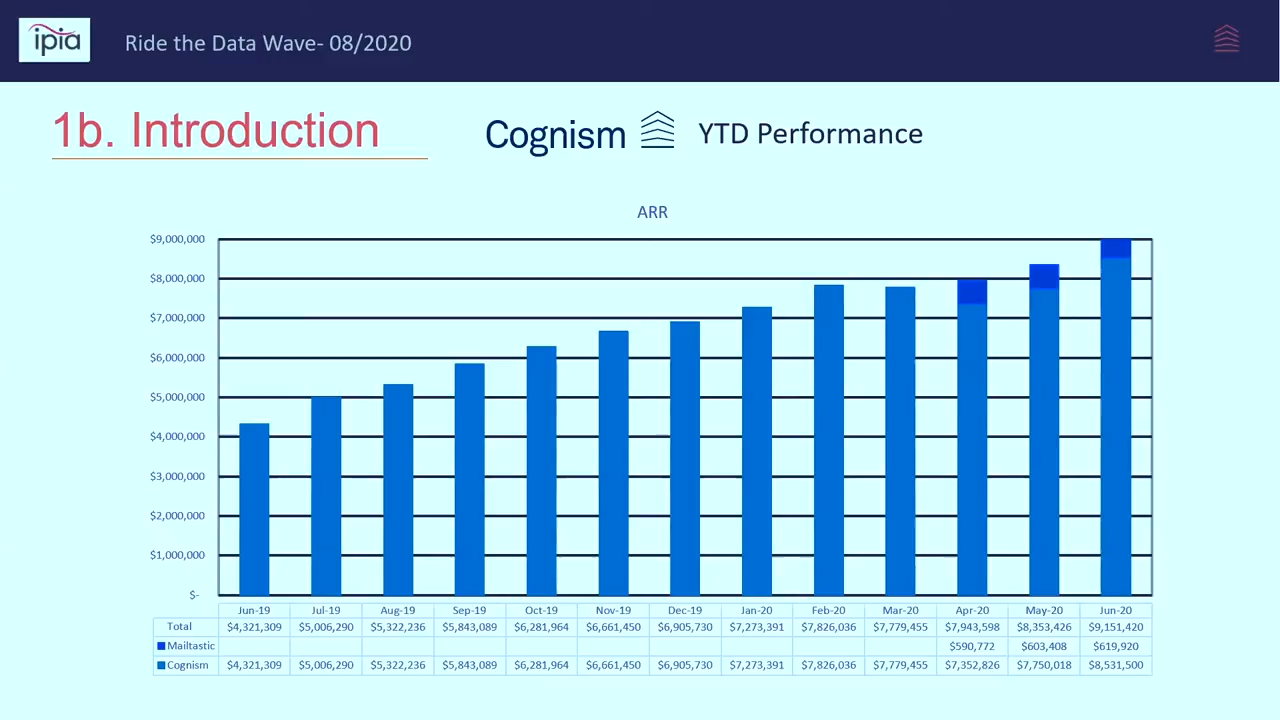 ipia
Ride the Data Wave- 08/2020
1b. Introduction
Cognism
YTD Performance
ARR
$9,000,000
$8,000,000
$7,000,000
$6,000,000
$5,000,000
$4,000,000
$3,000,000
$2,000,000
$1,000,000
$-
Jun-19 Jul-19 Aug-19 Sep-19 Oct-19 Nov-19 Dec-19 Jan-20 Feb-20 Mar-20 Apr-20 May-20 Jun-20
Total $4,321,309 $5,006,290 $5,322,236 $5,843,089 $6,281,964 $6,661,450 $6,905,730 $7,273,391 $7,826,036 $7,779,455 $7,943,598 $8,353,426 $9,151,420
Mailtastic $590,772 $603,408 $619,920
Cognism $4,321,309 $5,006,290 $5,322,236 $5,843,089 $6,281,964 $6,661,450 $6,905,730 $7,273,391 $7,826,036 $7,779,455 $7,352,826 $7,750,018 $8,531,500